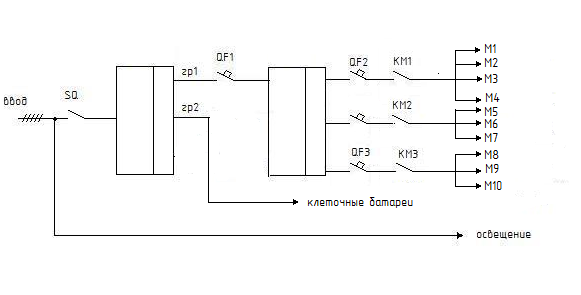 ввод
SQ
гр1
гр2
QF1
QF2
KM1
KM2
QF3
KM3
M1
M2
M3
M4
M5
M6
M7
M8
M9
M10
клеточные батареи
освещение